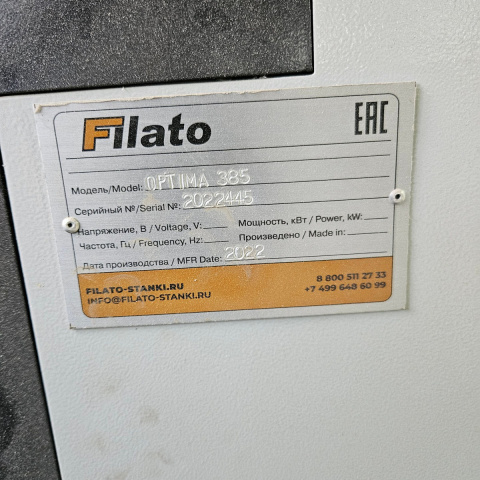 Filato
EAC
Модель/Model: OPTIMA 385
Серийный №/Serial №: 2022445
Напряжение, В / Voltage, V: Мощность, кВт / Power, kW:
Частота, Гц / Frequency, Hz: Произведено / Made in:
Дата производства / MFR Date: 2022
FILATO-STANKI.RU 8 800 511 27 33
INFO@FILATO-STANKI.RU +7 499 648 60 99